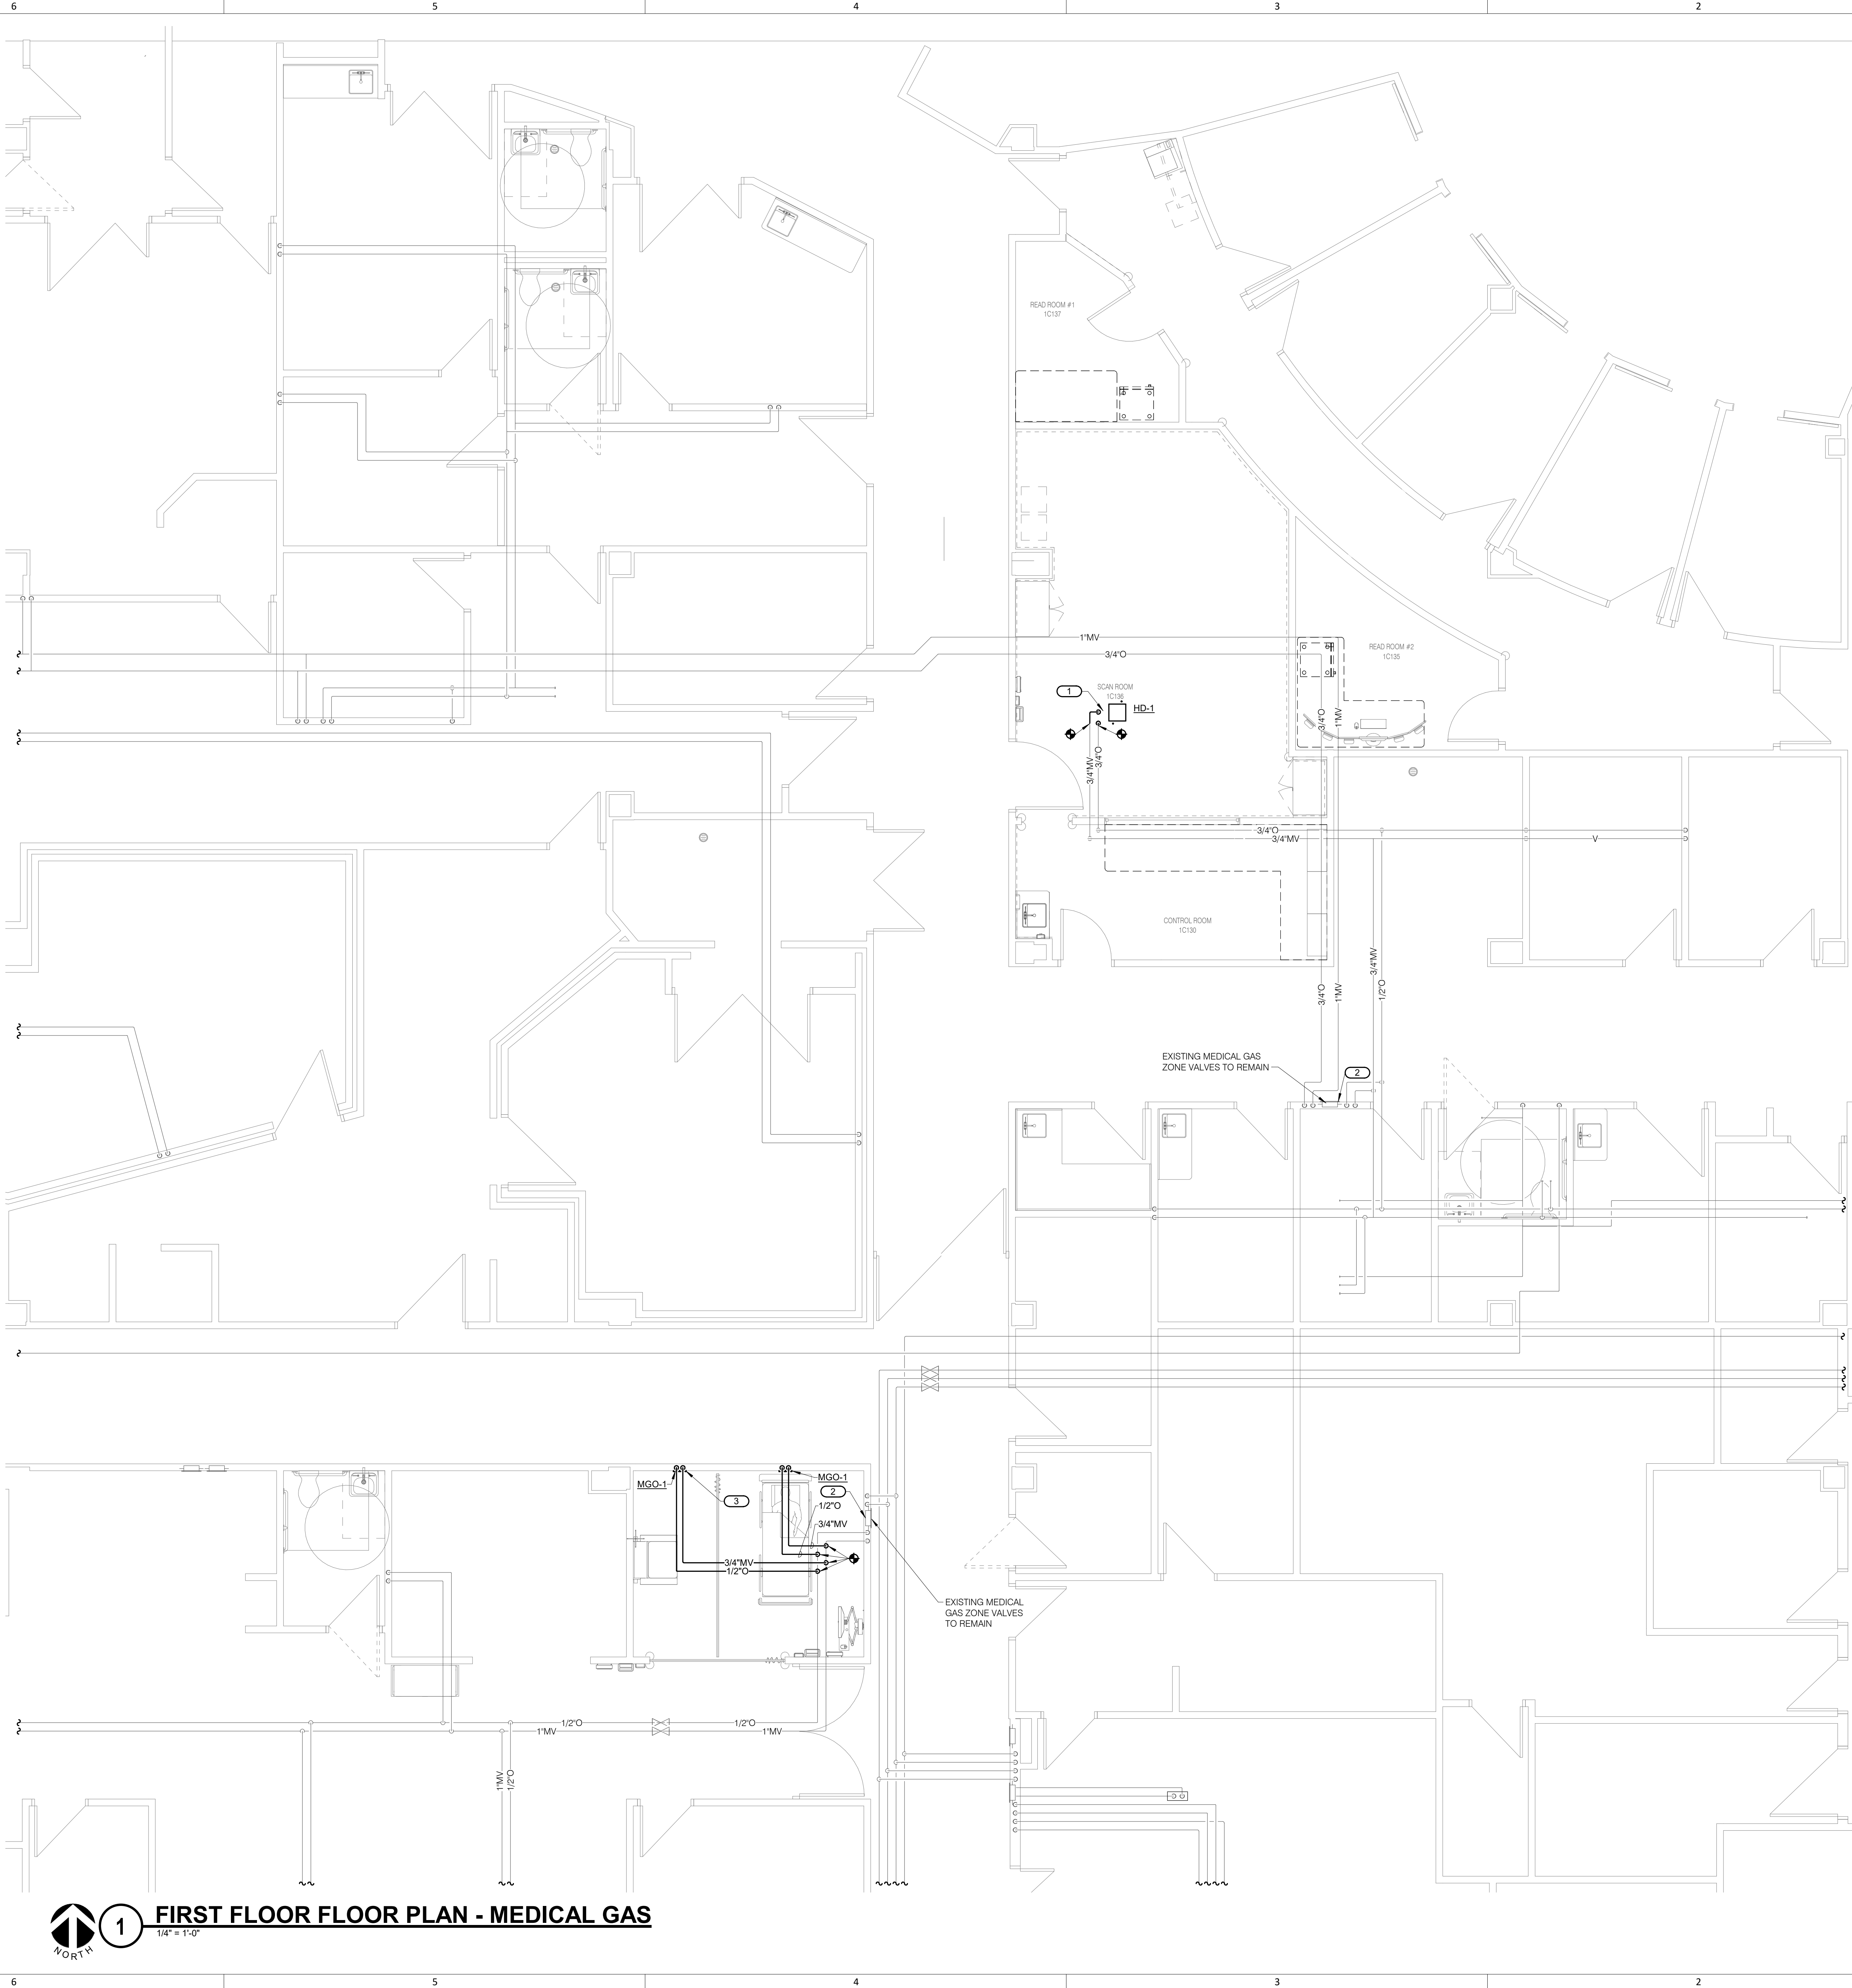 6 5 4 3 2
READ ROOM #1
1C137
1"MV
3/4"O
READ ROOM #2
1C135
SCAN ROOM
1C136
1
HD-1
3/4"O
1"MV
3/4"MV
3/4"O
3/4"O
3/4"MV
V
CONTROL ROOM
1C130
3/4"O
1"MV
3/4"MV
1/2"O
EXISTING MEDICAL GAS
ZONE VALVES TO REMAIN
2
MGO-1
3
MGO-1
2
1/2"O
3/4"MV
3/4"MV
1/2"O
EXISTING MEDICAL
GAS ZONE VALVES
TO REMAIN
1/2"O
1/2"O
1"MV
1"MV
1"MV
1/2"O
1
FIRST FLOOR FLOOR PLAN - MEDICAL GAS
1/4" = 1'-0"
NORTH
6 5 4 3 2